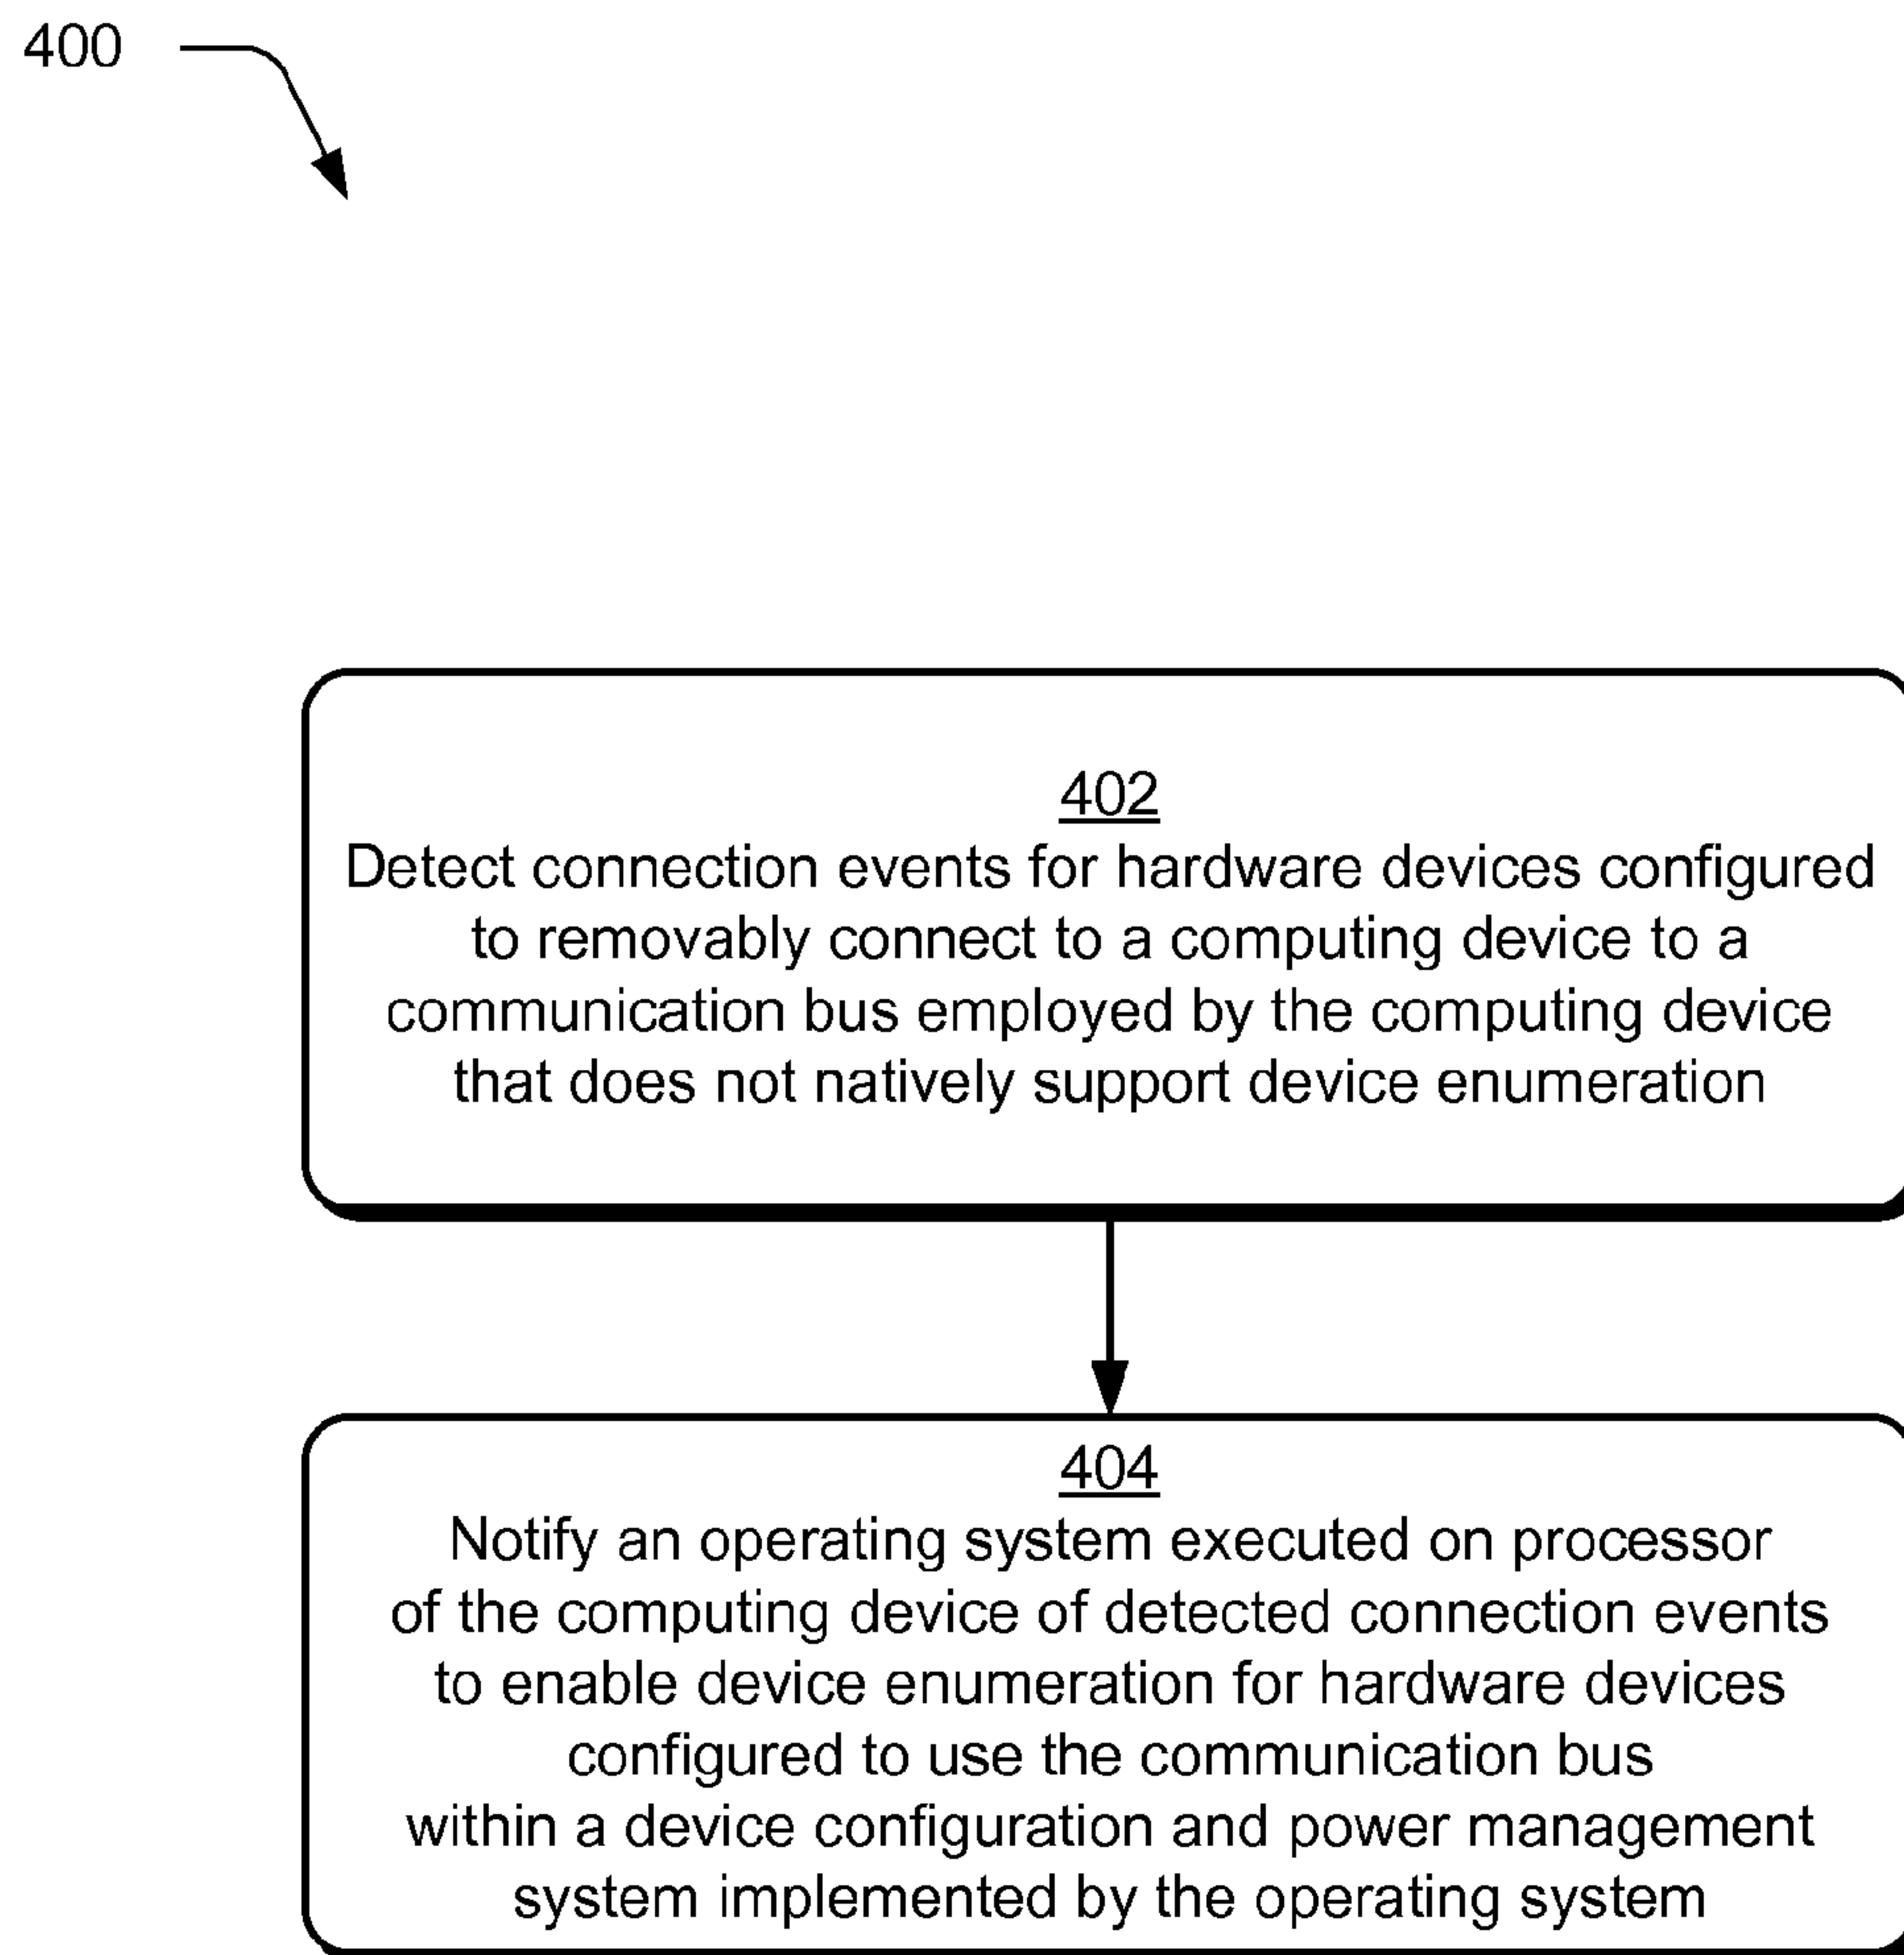 400
402
Detect connection events for hardware devices configured
to removably connect to a computing device to a
communication bus employed by the computing device
that does not natively support device enumeration
404
Notify an operating system executed on processor
of the computing device of detected connection events
to enable device enumeration for hardware devices
configured to use the communication bus
within a device configuration and power management
system implemented by the operating system